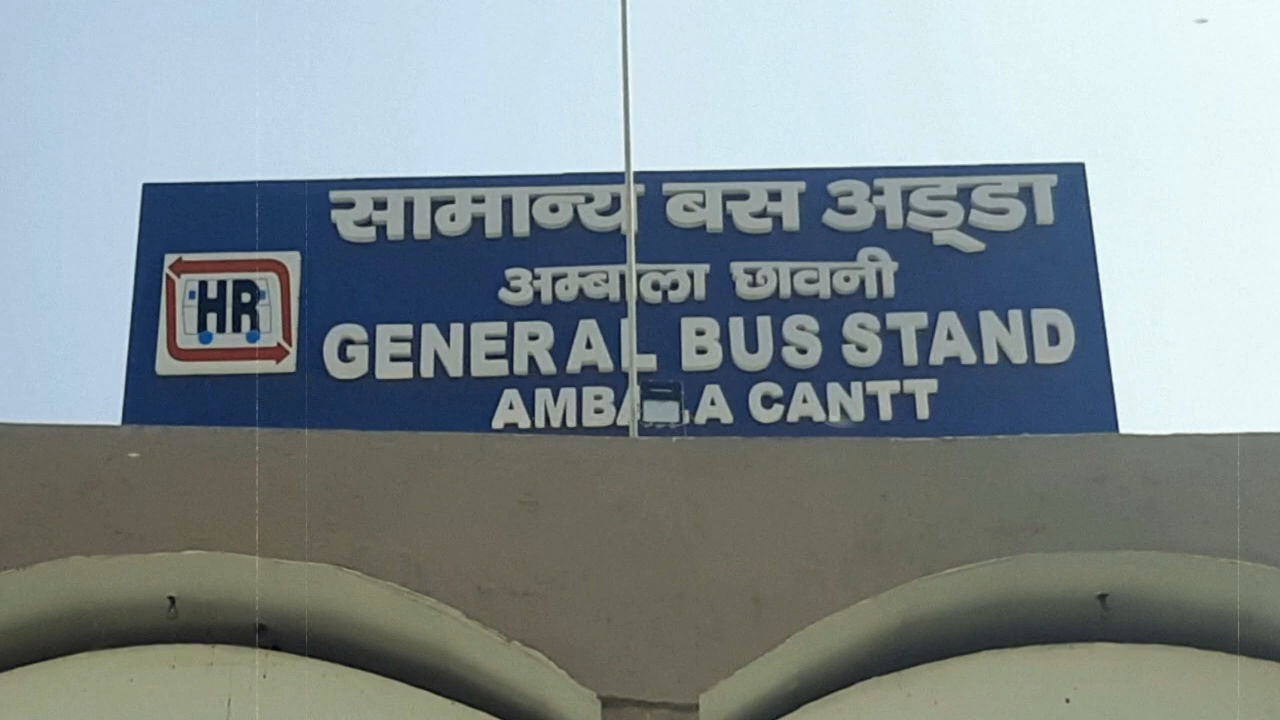 सामान्य बस अड्डा
अम्बाला छावनी
HR
GENERAL BUS STAND
AMBALA CANTT